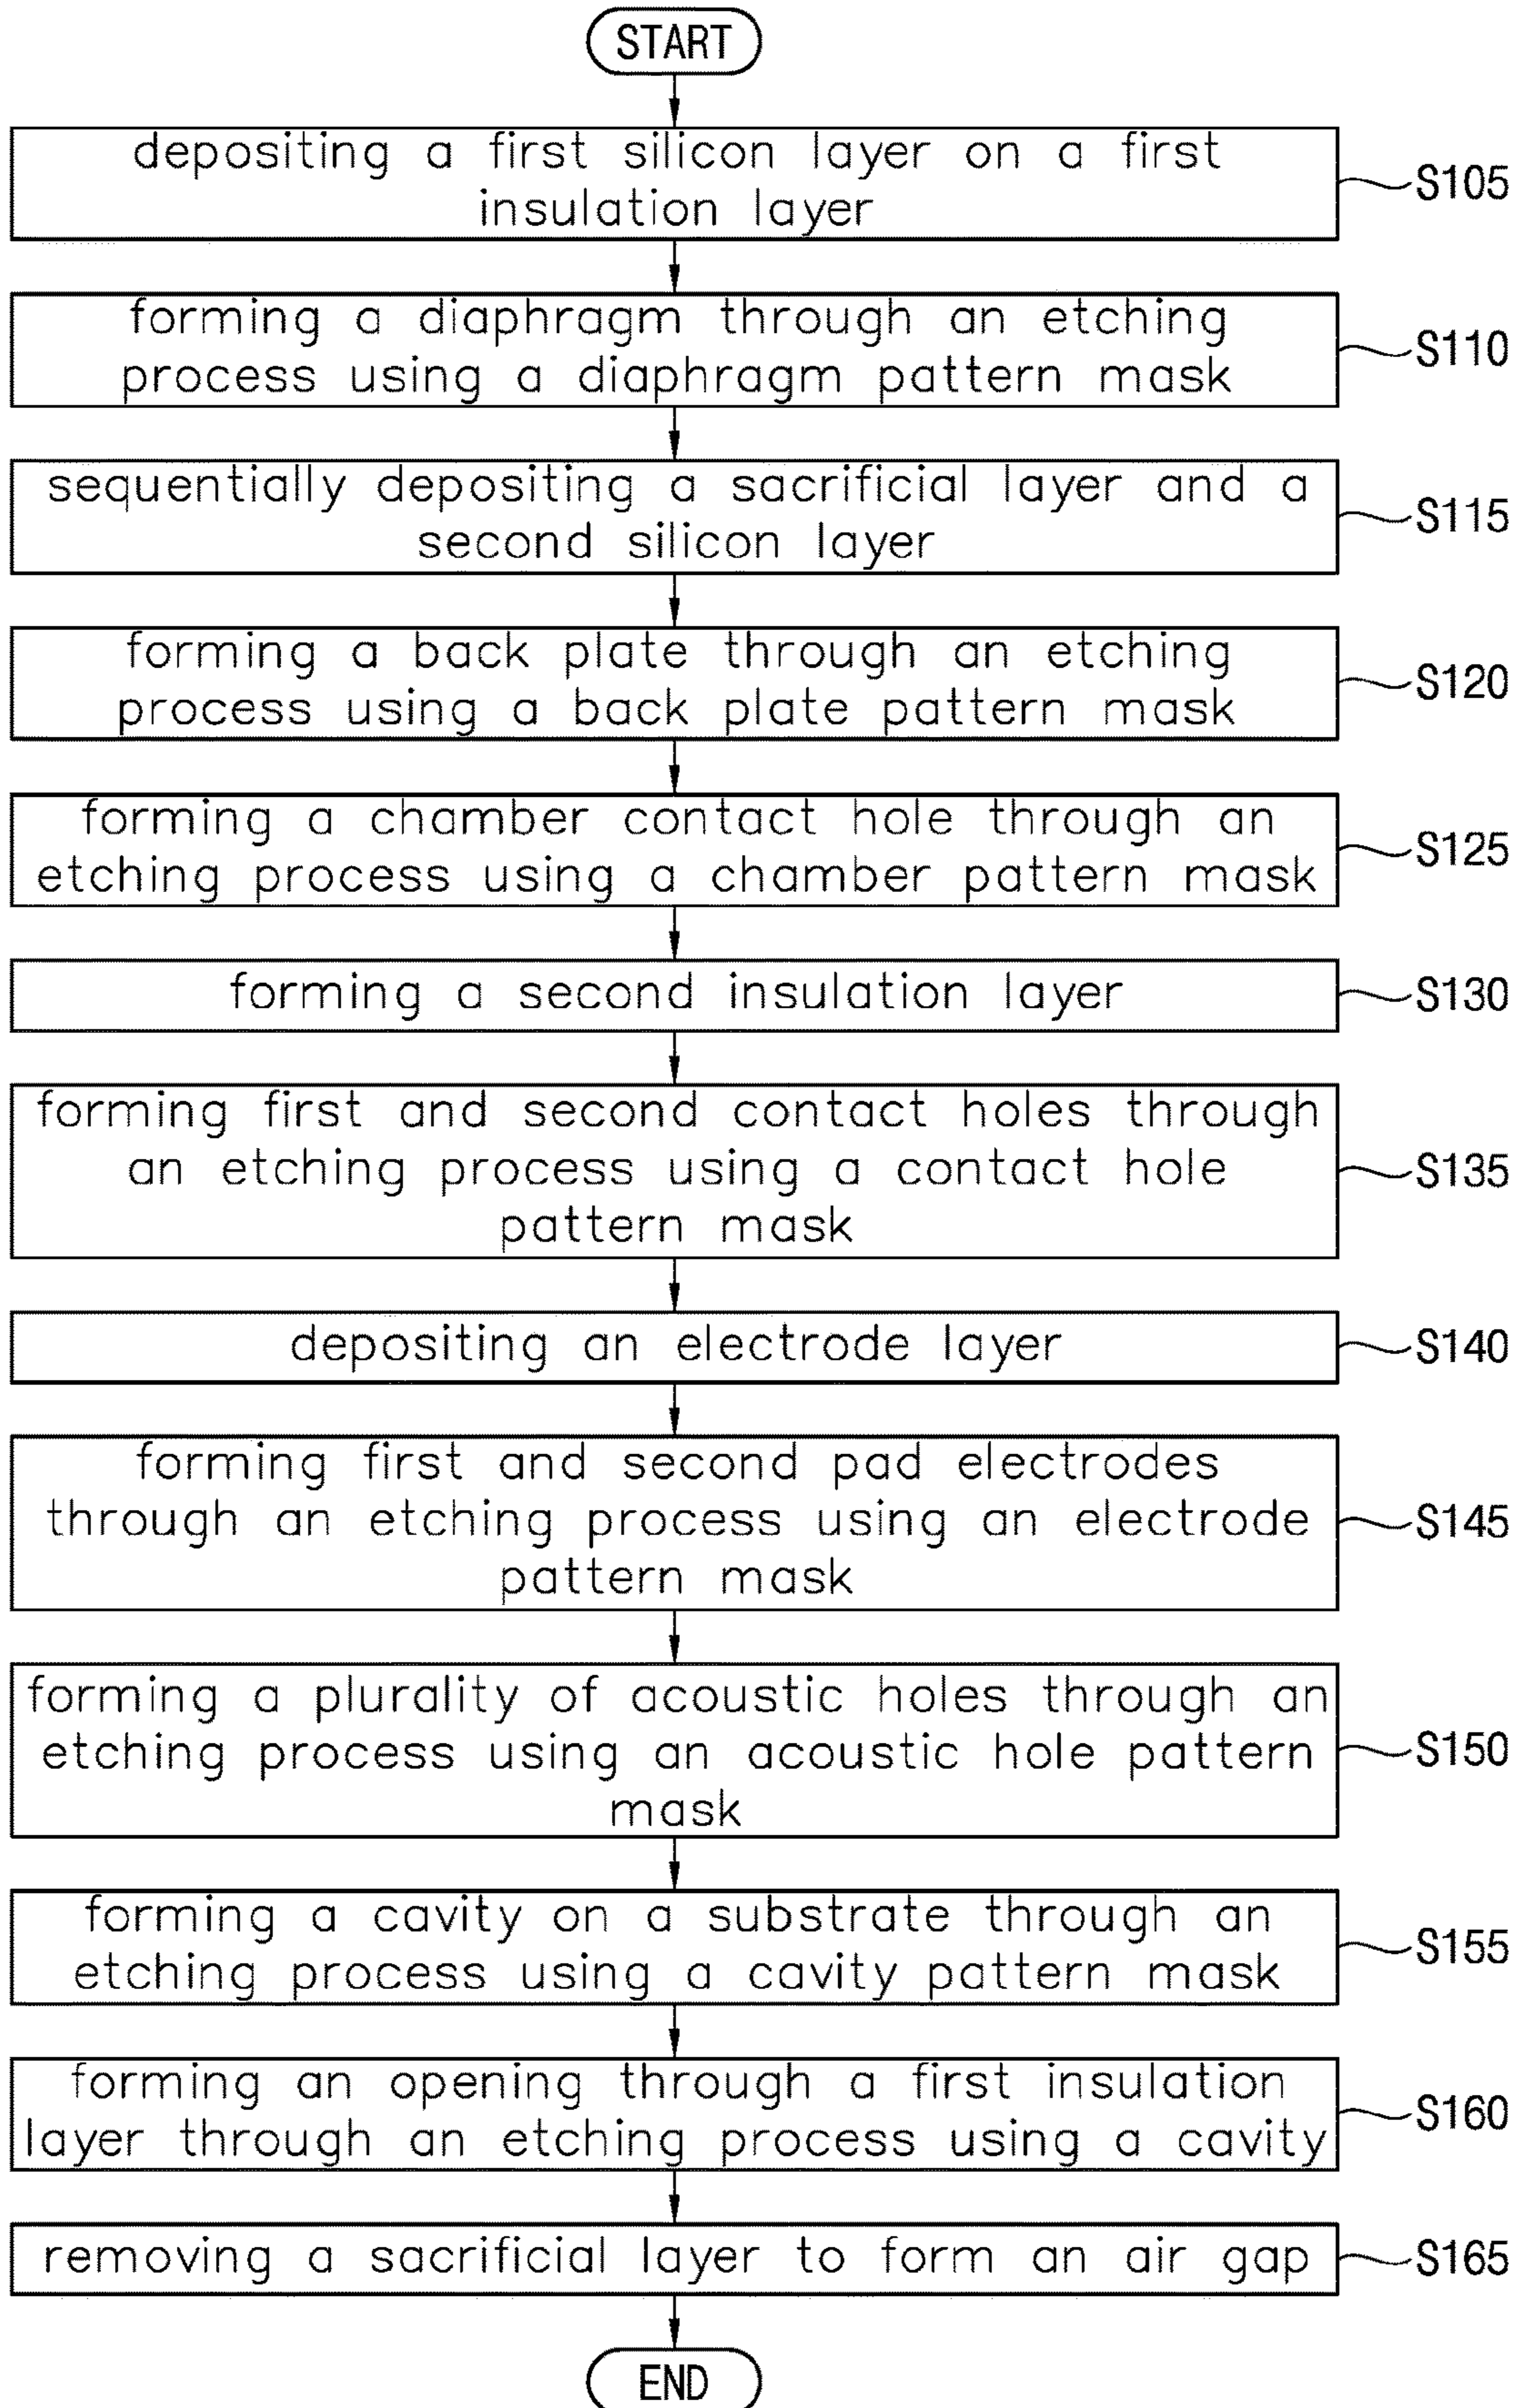 START
depositing a first silicon layer on a first
insulation layer
S105
forming a diaphragm through an etching
process using a diaphragm pattern mask
S110
sequentially depositing a sacrificial layer and a
second silicon layer
S115
forming a back plate through an etching
process using a back plate pattern mask
S120
forming a chamber contact hole through an
etching process using a chamber pattern mask
S125
forming a second insulation layer
S130
forming first and second contact holes through
an etching process using a contact hole
pattern mask
S135
depositing an electrode layer
S140
forming first and second pad electrodes
through an etching process using an electrode
pattern mask
S145
forming a plurality of acoustic holes through an
etching process using an acoustic hole pattern
mask
S150
forming a cavity on a substrate through an
etching process using a cavity pattern mask
S155
forming an opening through a first insulation
layer through an etching process using a cavity
S160
removing a sacrificial layer to form an air gap
S165
END